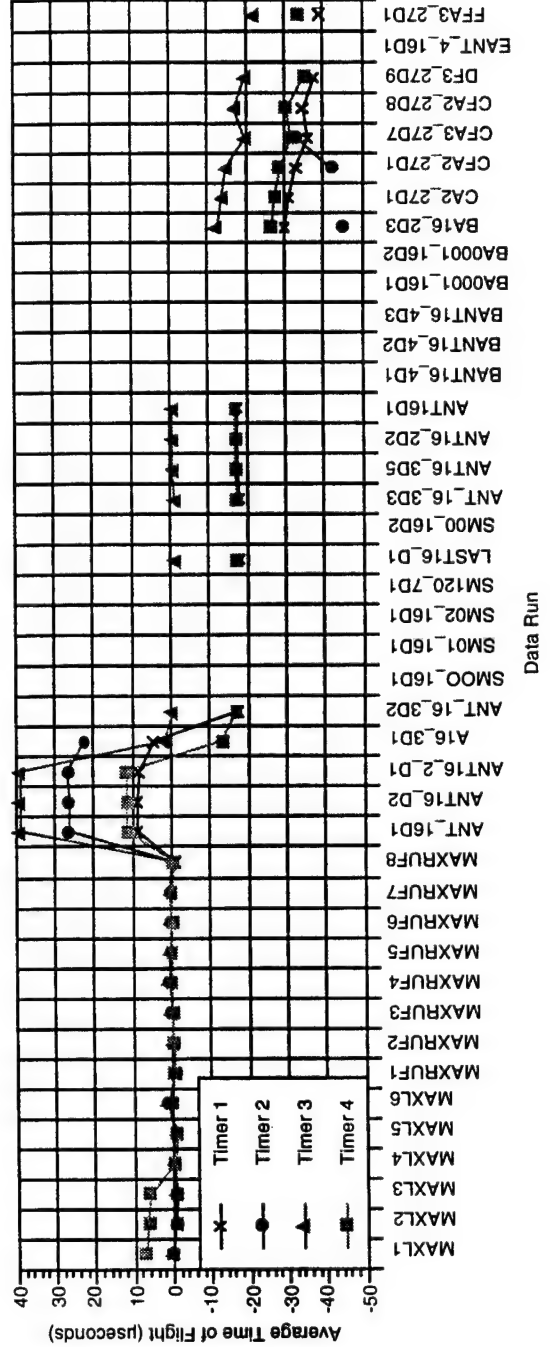 Average Time of Flight (μseconds)
40
30
20
10
0
-10
-20
-30
-40
-50
Timer 1
Timer 2
Timer 3
Timer 4
MAXL1
MAXL2
MAXL3
MAXL4
MAXL5
MAXL6
MAXRUF1
MAXRUF2
MAXRUF3
MAXRUF4
MAXRUF5
MAXRUF6
MAXRUF7
MAXRUF8
ANT_16D1
ANT16_D2
ANT16_2_D1
A16_3D1
ANT_16_3D2
SMOO_16D1
SM01_16D1
SM02_16D1
SM120_7D1
LAST16_D1
SM00_16D2
ANT_16_3D3
ANT16_3D5
ANT16_2D2
ANT16D1
BANT16_4D1
BANT16_4D2
BANT16_4D3
BA0001_16D1
BA0001_16D2
BA16_2D3
CA2_27D1
CFA2_27D1
CFA3_27D7
CFA2_27D8
DF3_27D9
EANT_4_16D1
FFA3_27D1
Data Run